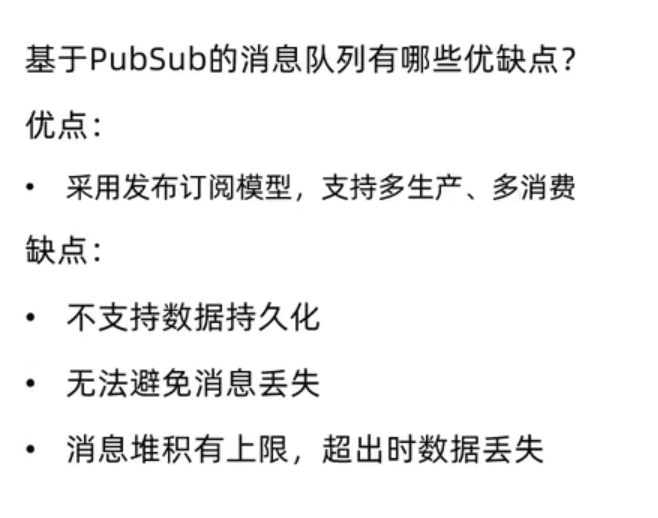 基于PubSub的消息队列有哪些优缺点？
优点：
• 采用发布订阅模型，支持多生产、多消费
缺点：
• 不支持数据持久化
• 无法避免消息丢失
• 消息堆积有上限，超出时数据丢失